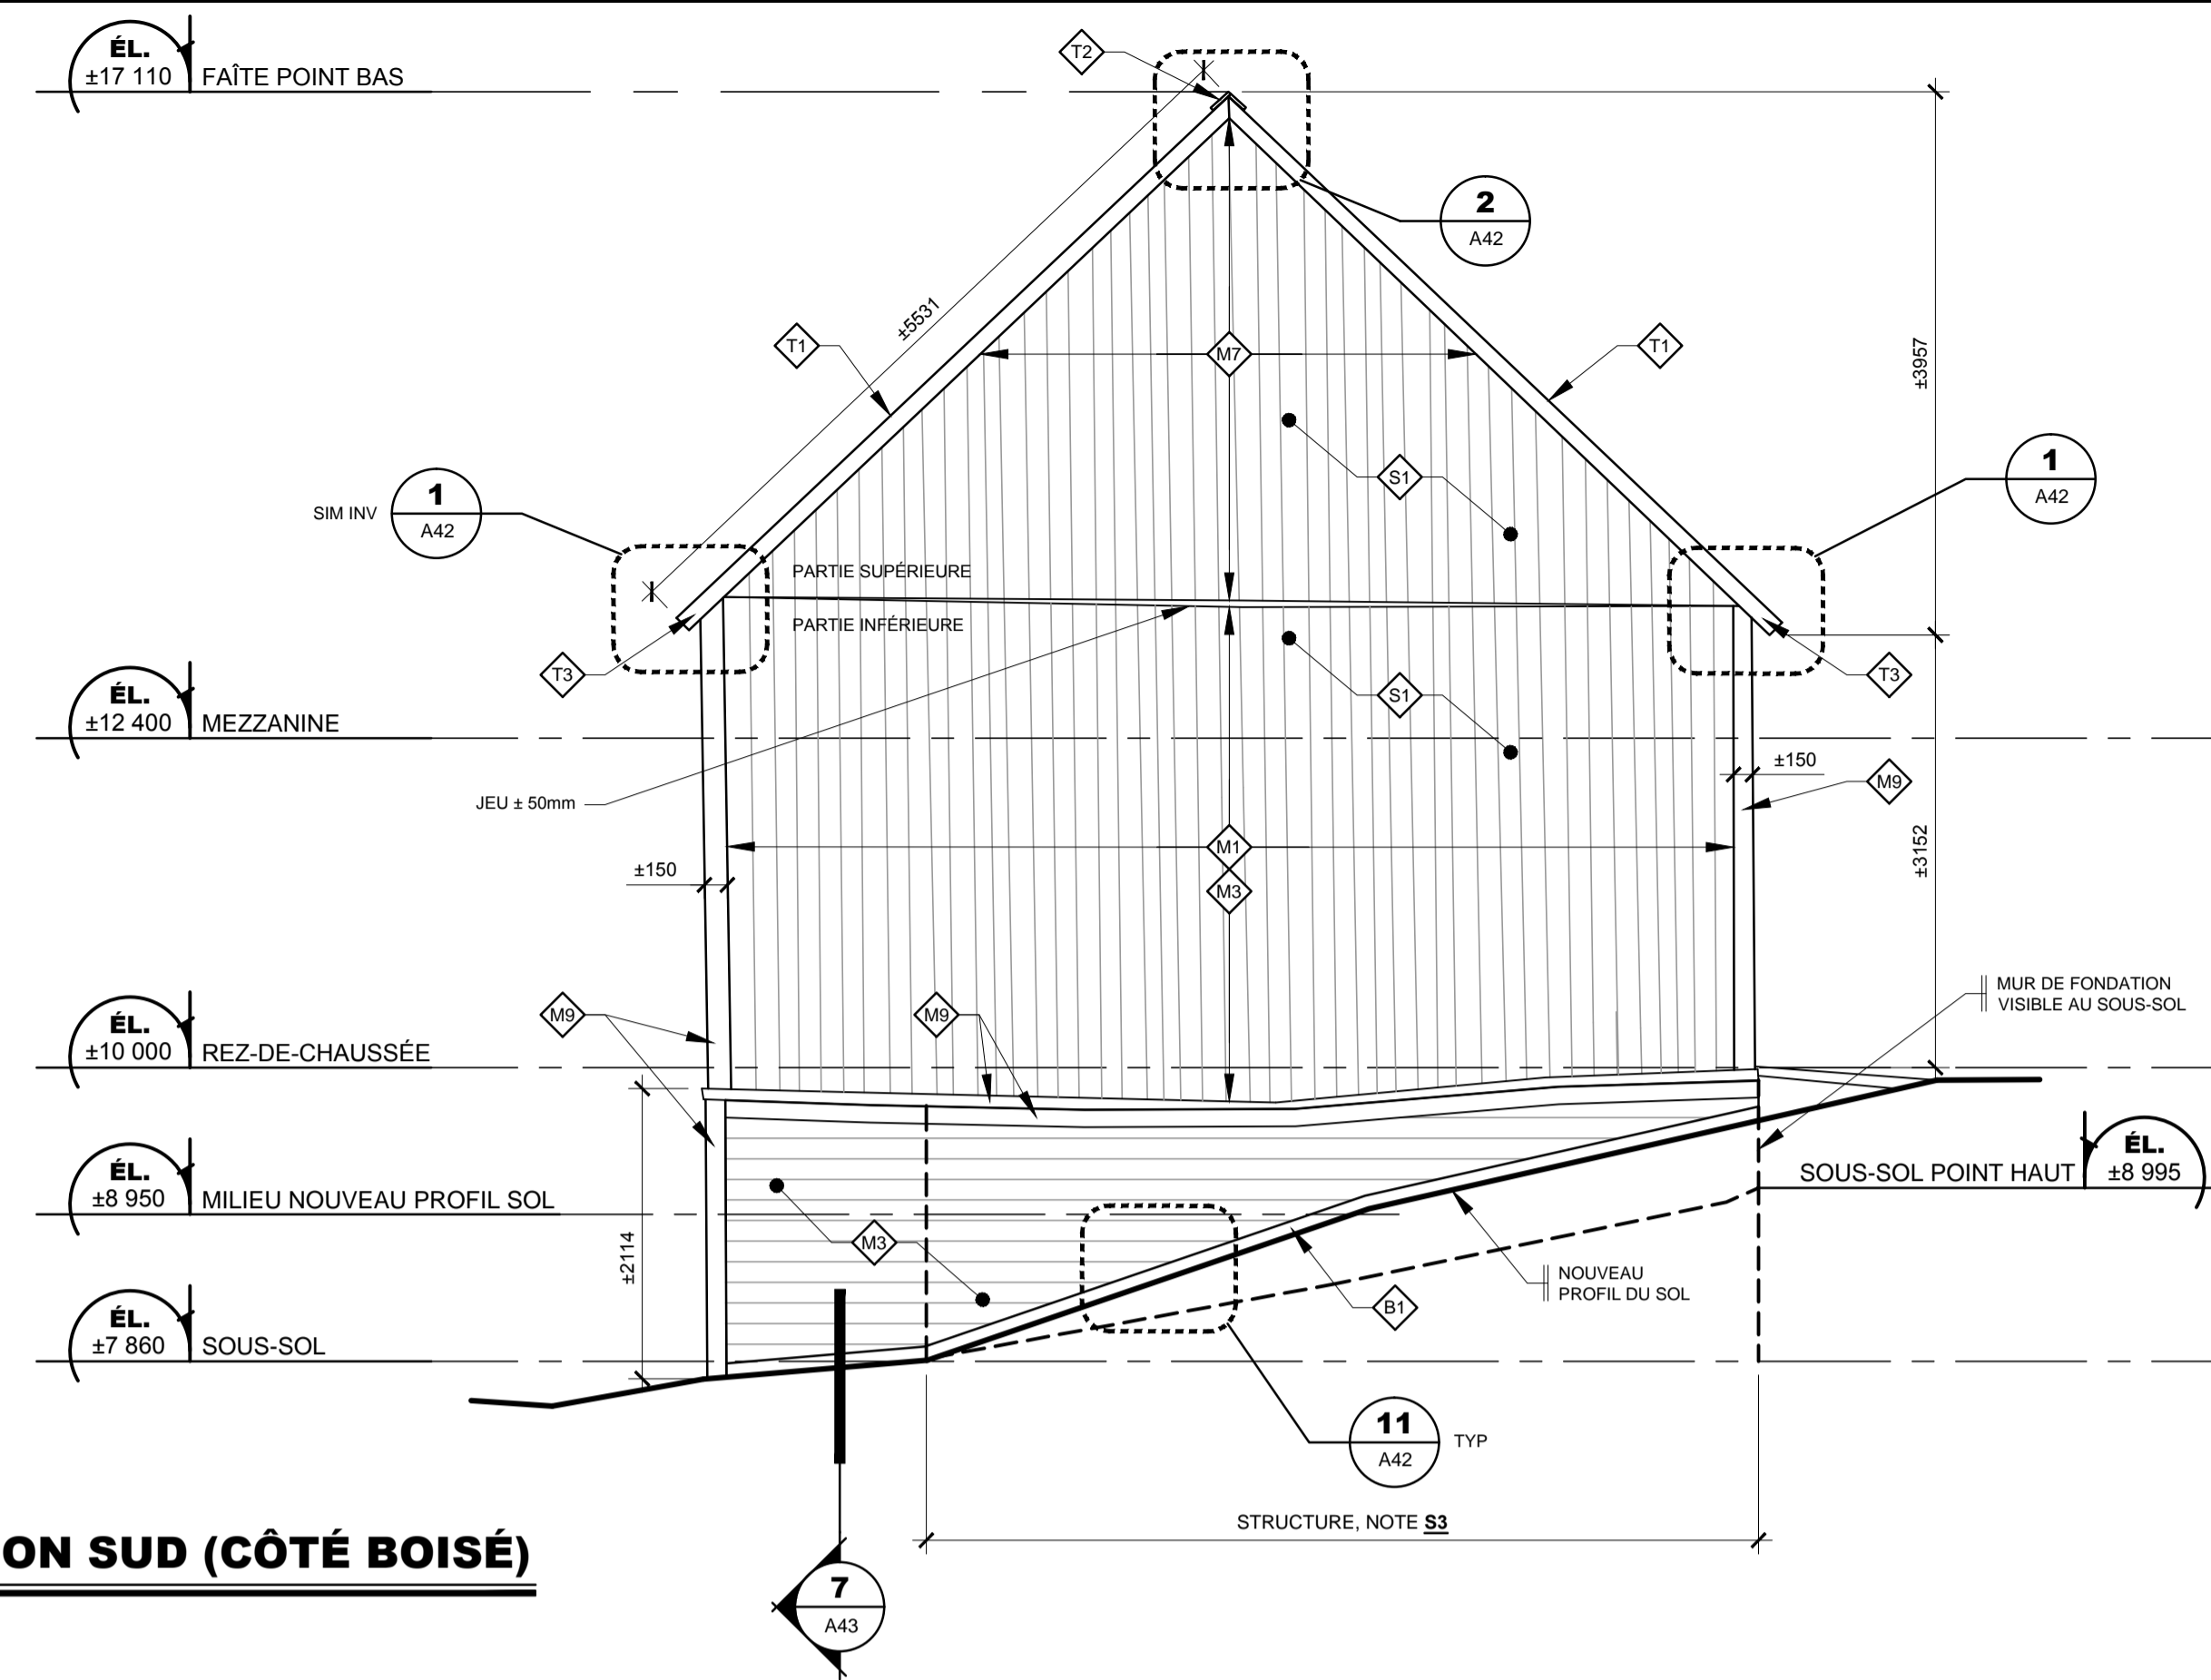 ÉL.
±17 110 FAÎTE POINT BAS
T2
2
A42
±5531
T1
M7
T1
±3957
S1
SIM INV
1
A42
1
A42
PARTIE SUPÉRIEURE
PARTIE INFÉRIEURE
T3
S1
T3
ÉL.
±12 400 MEZZANINE
±150
M9
JEU ± 50mm
M1
±3152
±150
M3
MUR DE FONDATION
VISIBLE AU SOUS-SOL
M9
M9
ÉL.
±10 000 REZ-DE-CHAUSSÉE
ÉL.
±8 950 MILIEU NOUVEAU PROFIL SOL
SOUS-SOL POINT HAUT
ÉL.
±8 995
±2114
M3
NOUVEAU
PROFIL DU SOL
B1
ÉL.
±7 860 SOUS-SOL
11
A42
TYP
STRUCTURE, NOTE S3
ON SUD (CÔTÉ BOISÉ)
7
A43